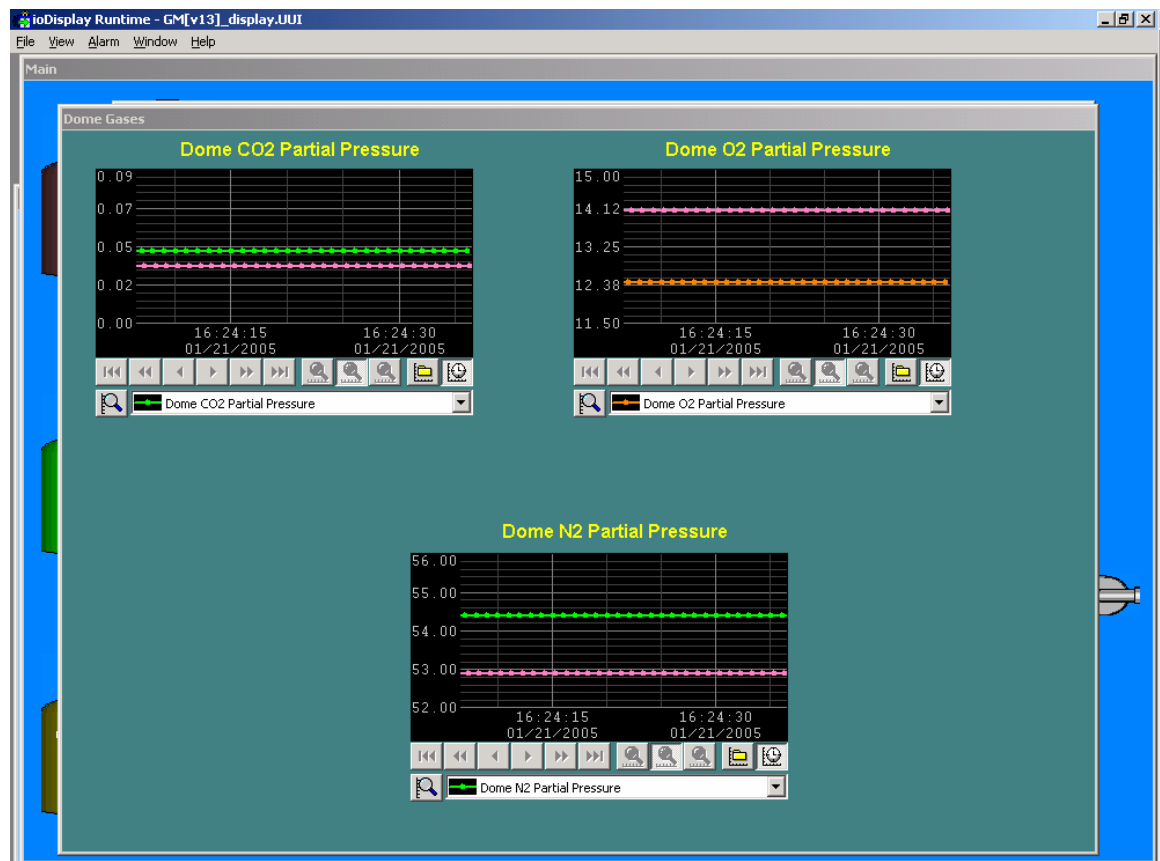 ioDisplay Runtime - GM[v13]_display.UUI
File View Alarm Window Help
Main
Dome Gases
Dome CO2 Partial Pressure
0.09
0.07
0.05
0.02
0.00
16:24:15 16:24:30
01/21/2005 01/21/2005
Dome CO2 Partial Pressure
Dome O2 Partial Pressure
15.00
14.12
13.25
12.38
11.50
16:24:15 16:24:30
01/21/2005 01/21/2005
Dome O2 Partial Pressure
Dome N2 Partial Pressure
56.00
55.00
54.00
53.00
52.00
16:24:15 16:24:30
01/21/2005 01/21/2005
Dome N2 Partial Pressure